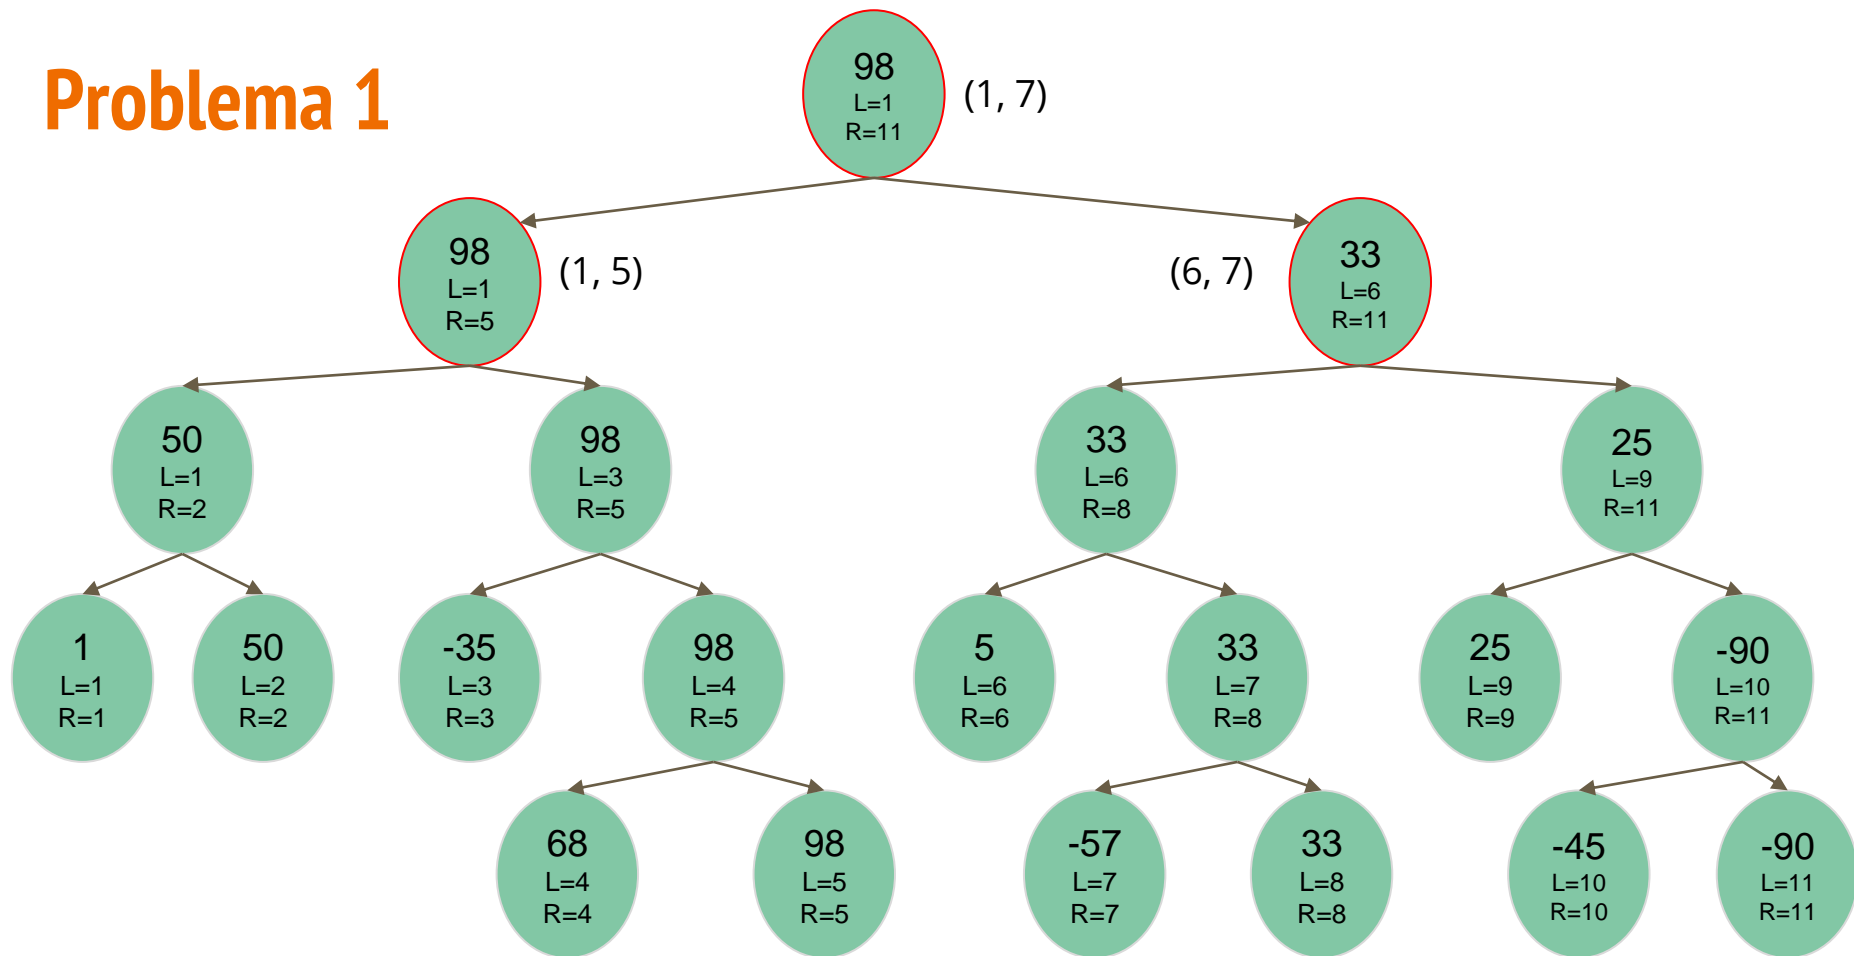 Problema 1
98
L=1
R=11
(1, 7)
98
L=1
R=5
(1, 5)
(6, 7)
33
L=6
R=11
50
L=1
R=2
98
L=3
R=5
33
L=6
R=8
25
L=9
R=11
1
L=1
R=1
50
L=2
R=2
-35
L=3
R=3
98
L=4
R=5
5
L=6
R=6
33
L=7
R=8
25
L=9
R=9
-90
L=10
R=11
68
L=4
R=4
98
L=5
R=5
-57
L=7
R=7
33
L=8
R=8
-45
L=10
R=10
-90
L=11
R=11